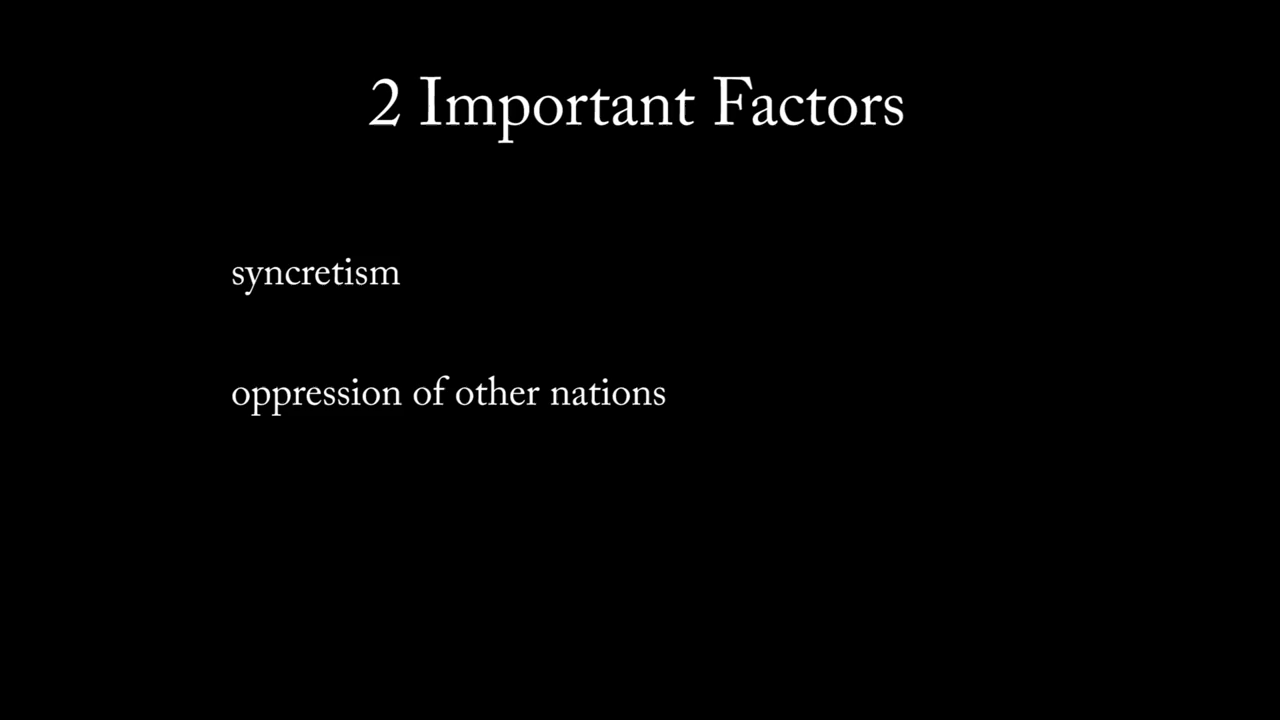 2 Important Factors
syncretism
oppression of other nations